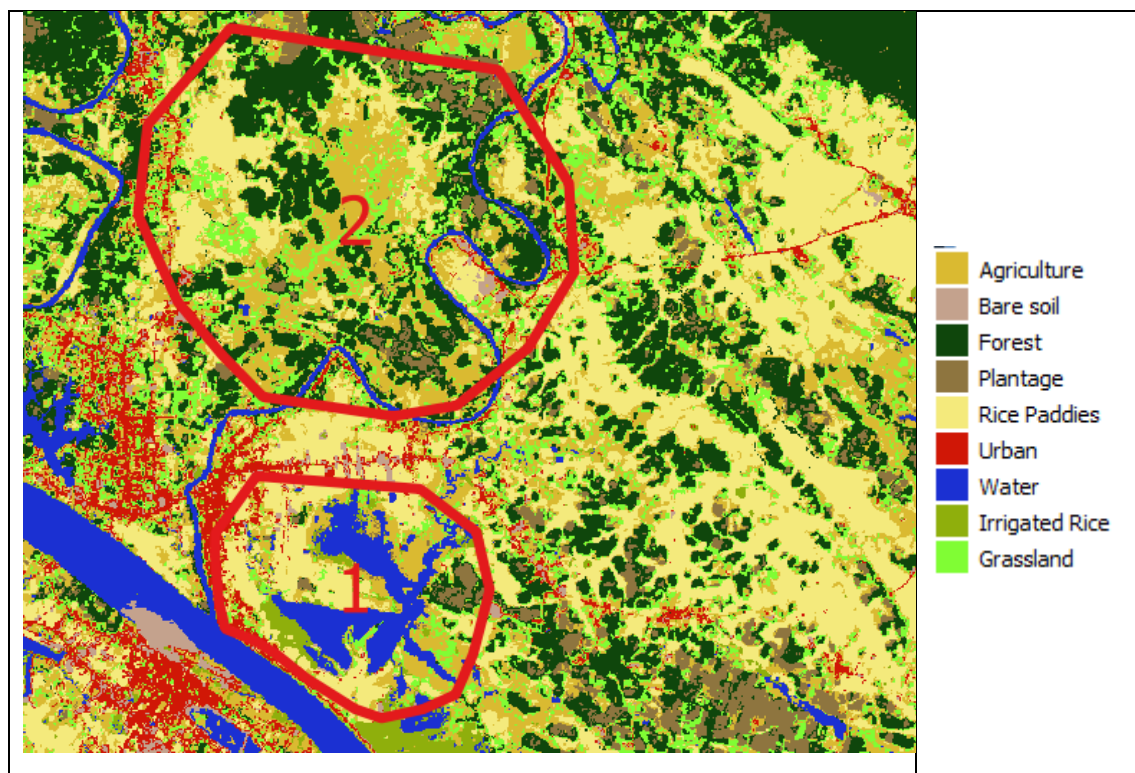 2
1
Agriculture
Bare soil
Forest
Plantage
Rice Paddies
Urban
Water
Irrigated Rice
Grassland